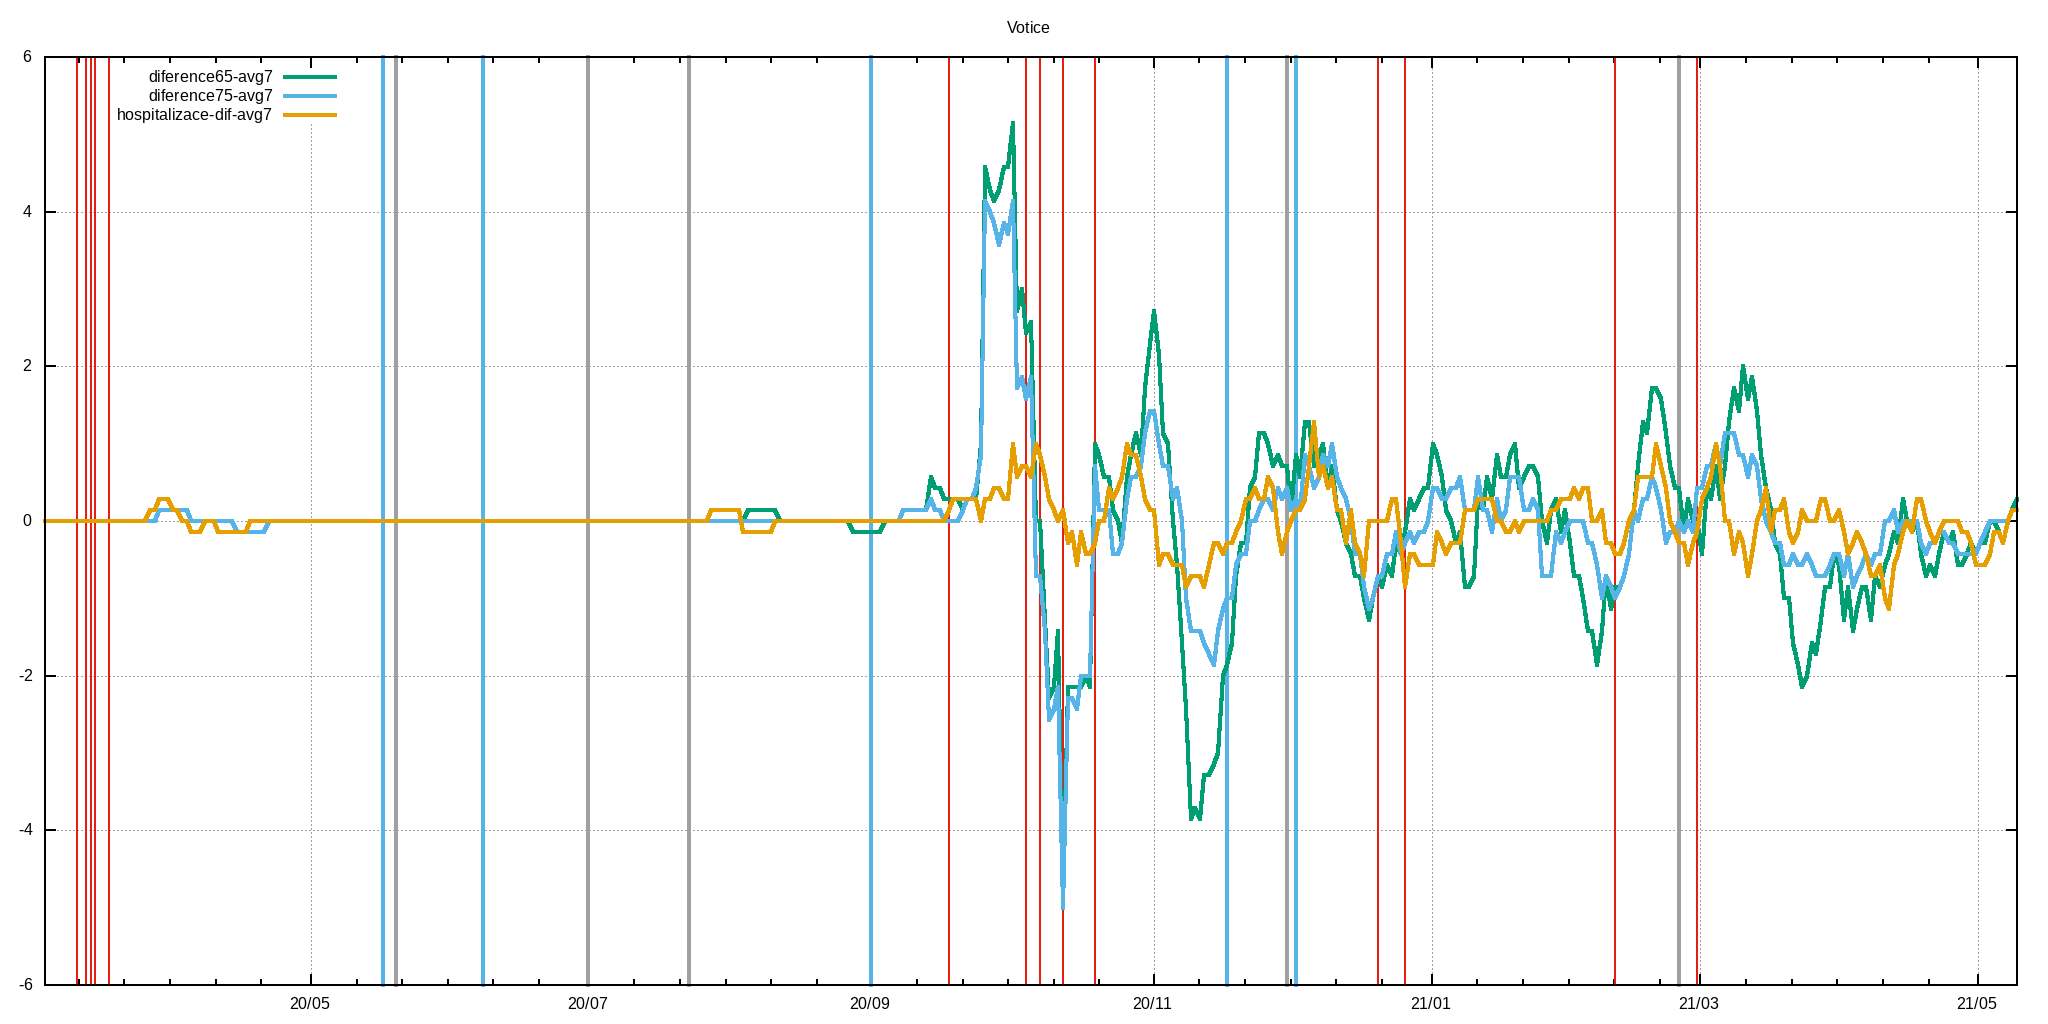 Votice
6
diference65-avg7
diference75-avg7
hospitalizace-dif-avg7
4
2
0
-2
-4
-6
20/05 20/07 20/09 20/11 21/01 21/03 21/05